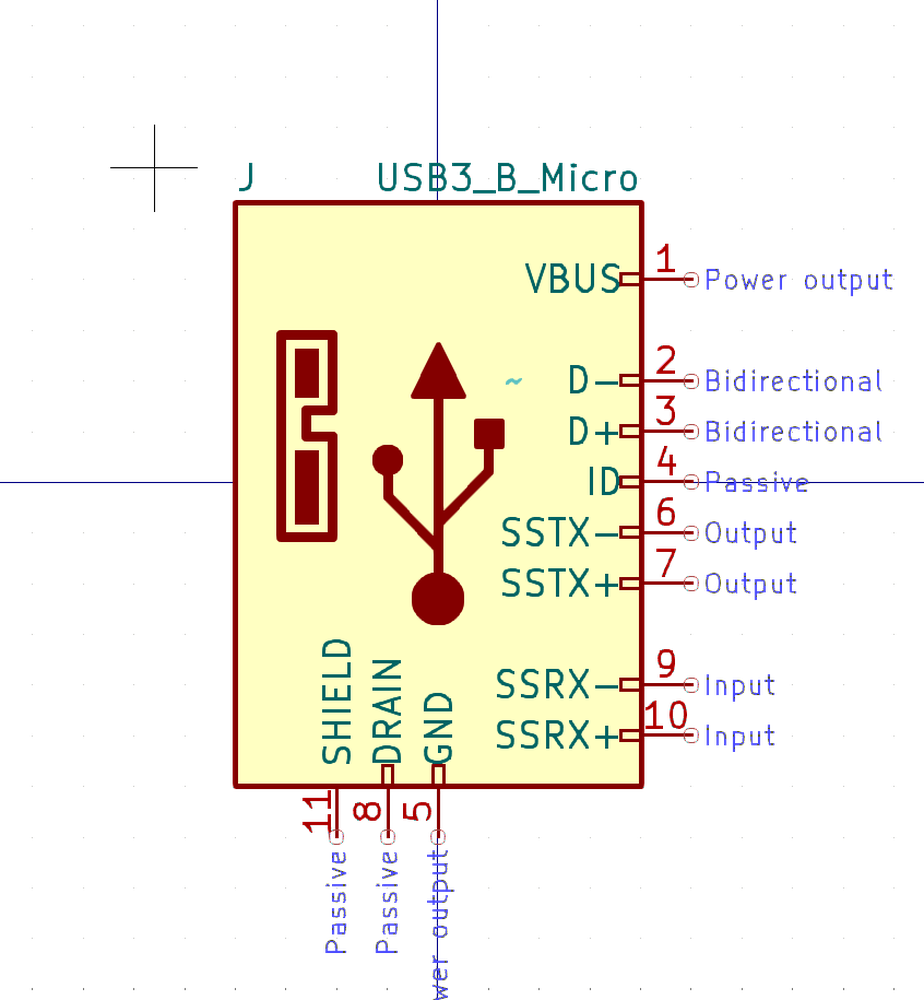 J USB3_B_Micro
VBUS 1 Power output
~ D- 2 Bidirectional
D+ 3 Bidirectional
ID 4 Passive
SSTX- 6 Output
SSTX+ 7 Output
SSRX- 9 Input
SSRX+ 10 Input
SHIELD 11 Passive
DRAIN 8 Passive
GND 5 wer output